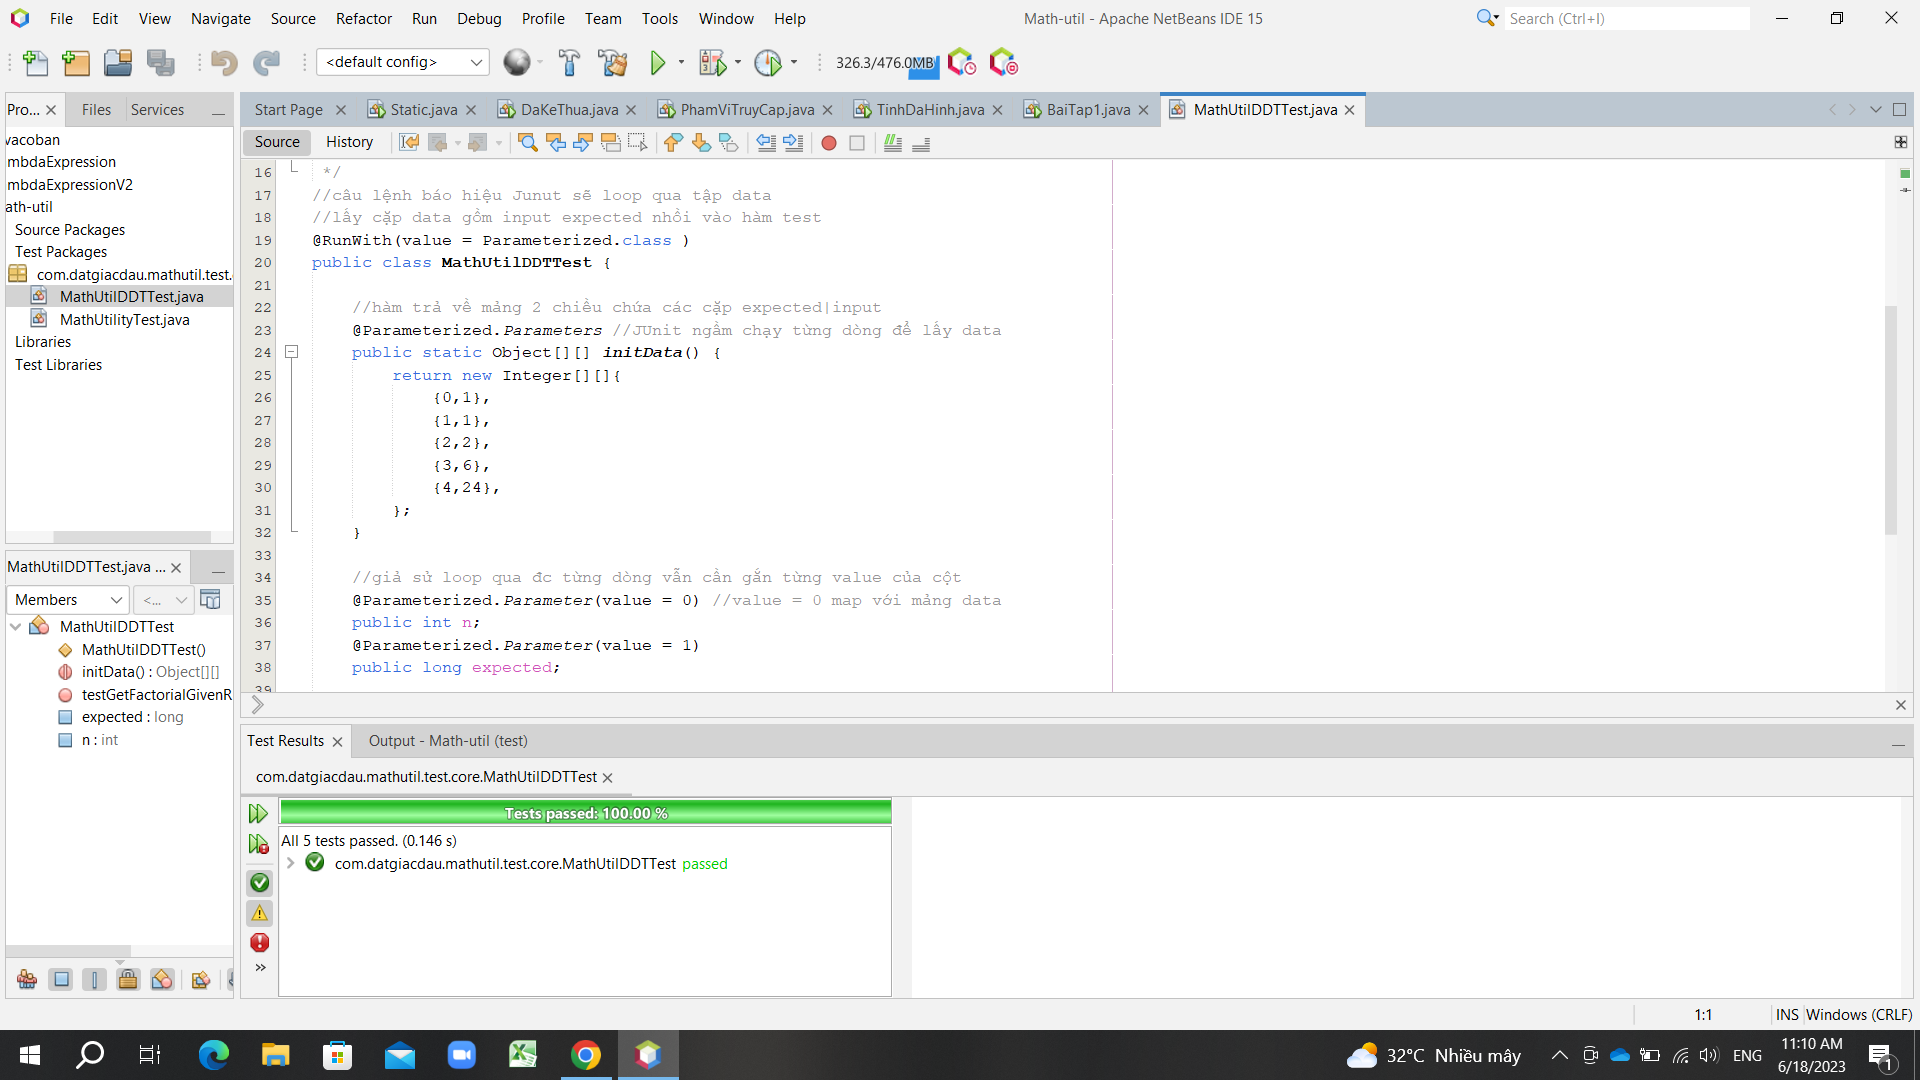 File Edit View Navigate Source Refactor Run Debug Profile Team Tools Window Help
Math-util - Apache NetBeans IDE 15
Search (Ctrl+I)
<default config>
326.3/476.0MB
Pro... Files Services
Start Page Static.java DaKeThua.java PhamViTruyCap.java TinhDaHinh.java BaiTap1.java MathUtilDDTTest.java
Source History
vacoban
mbdaExpression
mbdaExpressionV2
ath-util
Source Packages
Test Packages
com.datgiacdau.mathutil.test.
MathUtilDDTTest.java
MathUtilityTest.java
Libraries
Test Libraries
16 */
17 //câu lệnh báo hiệu Junut sẽ loop qua tập data
18 //lấy cặp data gồm input expected nhồi vào hàm test
19 @RunWith(value = Parameterized.class )
20 public class MathUtilDDTTest {
21
22 //hàm trả về mảng 2 chiều chứa các cặp expected|input
23 @Parameterized.Parameters //JUnit ngầm chạy từng dòng để lấy data
24 public static Object[][] initData() {
25 return new Integer[][]{
26 {0,1},
27 {1,1},
28 {2,2},
29 {3,6},
30 {4,24},
31 };
32 }
33
34 //giả sử loop qua đc từng dòng vẫn cần gắn từng value của cột
35 @Parameterized.Parameter(value = 0) //value = 0 map với mảng data
36 public int n;
37 @Parameterized.Parameter(value = 1)
38 public long expected;
39
MathUtilDDTTest.java ...
Members <...
MathUtilDDTTest
MathUtilDDTTest()
initData() : Object[][]
testGetFactorialGivenR
expected : long
n : int
Test Results Output - Math-util (test)
com.datgiacdau.mathutil.test.core.MathUtilDDTTest
Tests passed: 100.00 %
All 5 tests passed. (0.146 s)
com.datgiacdau.mathutil.test.core.MathUtilDDTTest passed
1:1 INS Windows (CRLF)
32°C Nhiều mây ENG
11:10 AM
6/18/2023
1